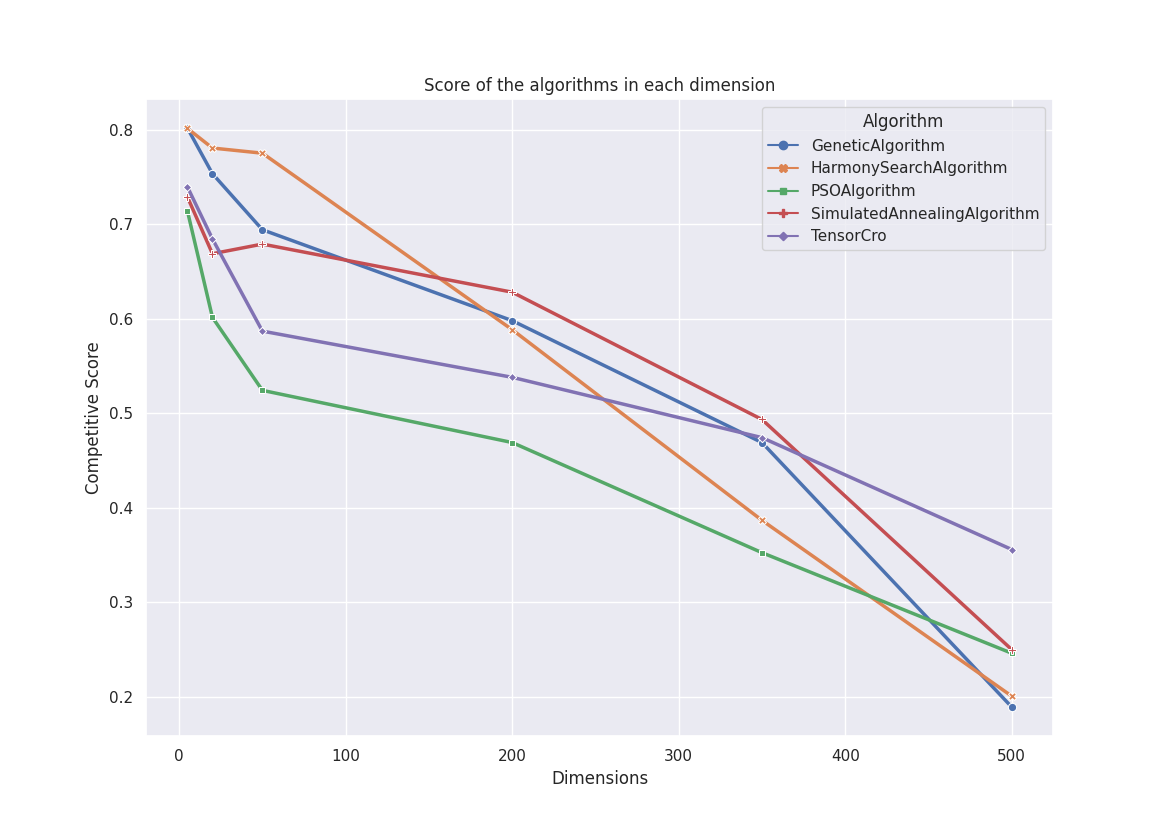 Score of the algorithms in each dimension
Algorithm
GeneticAlgorithm
HarmonySearchAlgorithm
PSOAlgorithm
SimulatedAnnealingAlgorithm
TensorCro
Competitive Score
0.8
0.7
0.6
0.5
0.4
0.3
0.2
0 100 200 300 400 500
Dimensions